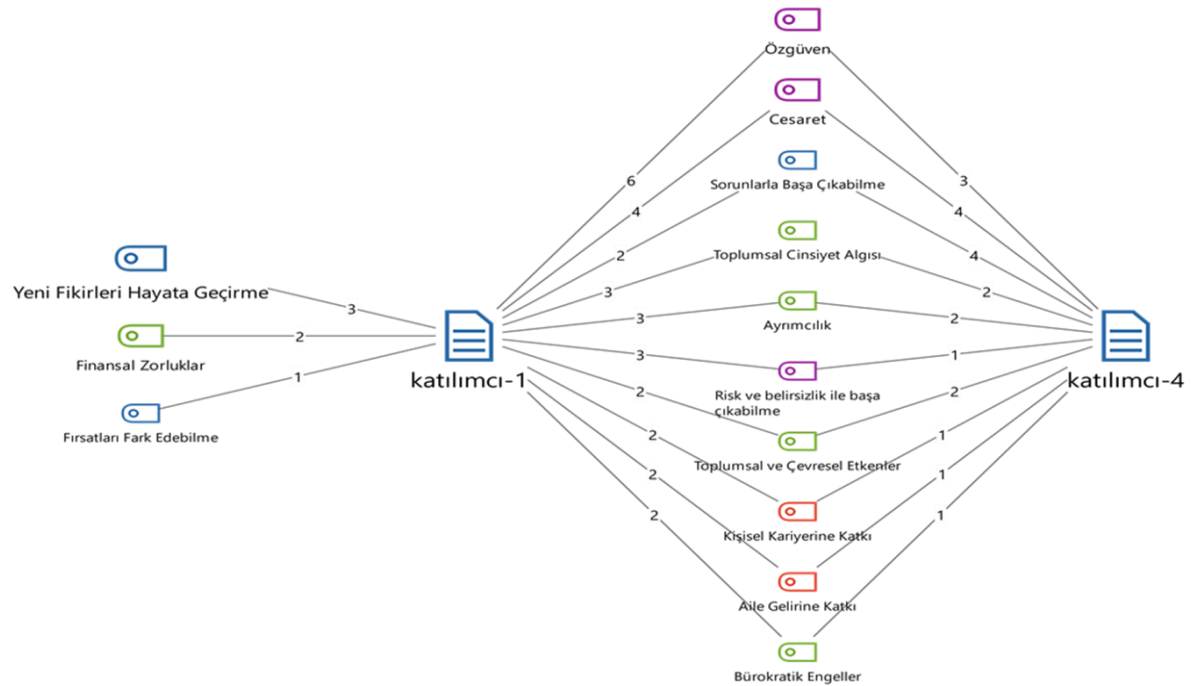 Özgüven
Cesaret
6
3
Sorunlarla Başa Çıkabilme
4
4
Toplumsal Cinsiyet Algısı
2
4
Yeni Fikirleri Hayata Geçirme
3
2
3
3
2
Ayrımcılık
Finansal Zorluklar
2
katılımcı-1
katılımcı-4
3
1
Fırsatları Fark Edebilme
1
Risk ve belirsizlik ile başa
çıkabilme
2
2
Toplumsal ve Çevresel Etkenler
2
1
Kişisel Kariyerine Katkı
2
1
Aile Gelirine Katkı
2
1
Bürokratik Engeller